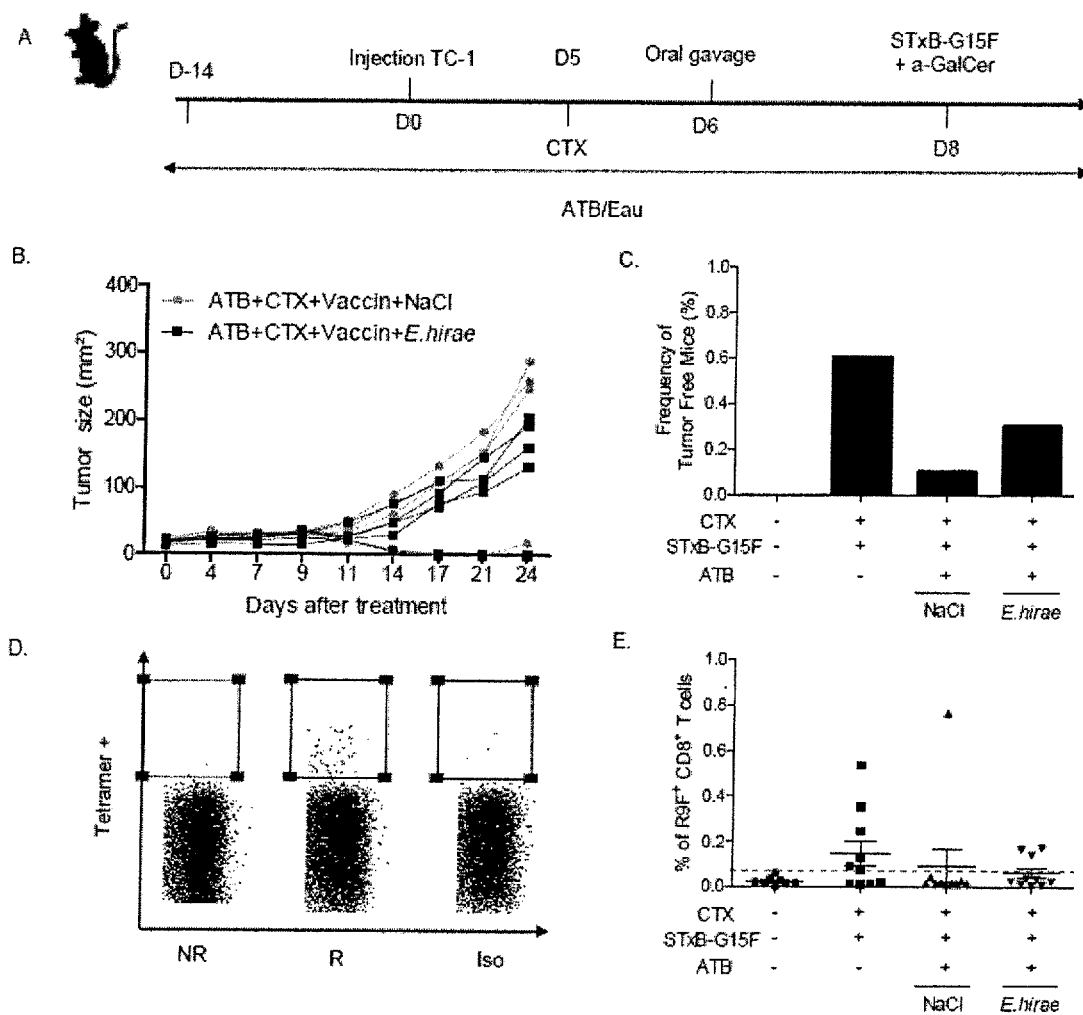 A
D-14
Injection TC-1
D0
D5
CTX
Oral gavage
D6
STxB-G15F
+ a-GalCer
D8
ATB/Eau
B.
Tumor size (mm²)
400
300
200
100
0
ATB+CTX+Vaccin+NaCl
ATB+CTX+Vaccin+E.hirae
0 4 7 9 11 14 17 21 24
Days after treatment
C.
Frequency of
Tumor Free Mice (%)
1.0
0.8
0.6
0.4
0.2
0.0
CTX - + + +
STxB-G15F - + + +
ATB - - + +
NaCl E.hirae
D.
Tetramer +
NR R Iso
E.
% of R9F⁺ CD8⁺ T cells
1.0
0.8
0.6
0.4
0.2
0.0
CTX - + + +
STxB-G15F - + + +
ATB - - + +
NaCl E.hirae